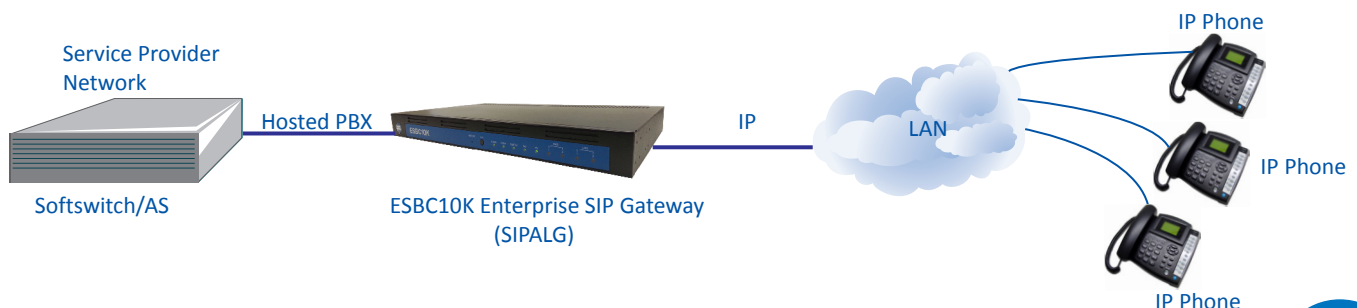 IP Phone
Service Provider
Network
Hosted PBX
ESBC10K
IP
LAN
IP Phone
Softswitch/AS
ESBC10K Enterprise SIP Gateway
(SIPALG)
IP Phone